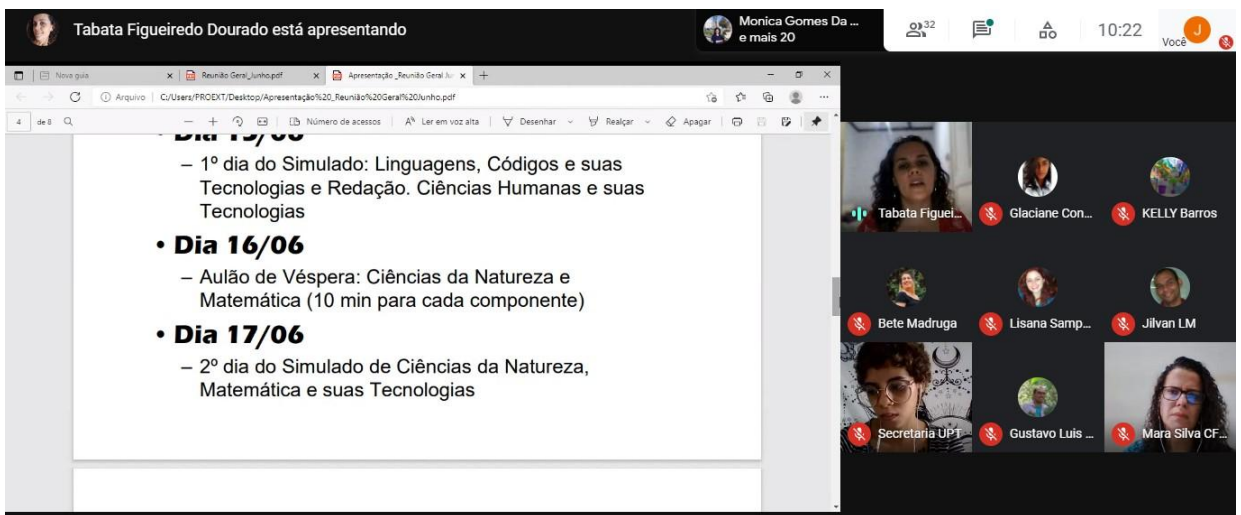 Tabata Figueiredo Dourado está apresentando
Monica Gomes Da ...
e mais 20
32
10:22
Você
J
Nova guia
Reunião Geral_Junho.pdf
Apresentação _Reunião Geral Jur
Arquivo | C:/Users/PROEXT/Desktop/Apresentação%20_Reunião%20Geral%20Junho.pdf
4 de 8
Número de acessos
Ler em voz alta
Desenhar
Realçar
Apagar
– 1º dia do Simulado: Linguagens, Códigos e suas
Tecnologias e Redação. Ciências Humanas e suas
Tecnologias
• Dia 16/06
– Aulão de Véspera: Ciências da Natureza e
Matemática (10 min para cada componente)
• Dia 17/06
– 2º dia do Simulado de Ciências da Natureza,
Matemática e suas Tecnologias
Tabata Figuei...
Glaciane Con...
KELLY Barros
Bete Madruga
Lisana Samp...
Jilvan LM
Secretaria UPT
Gustavo Luis ...
Mara Silva CF...